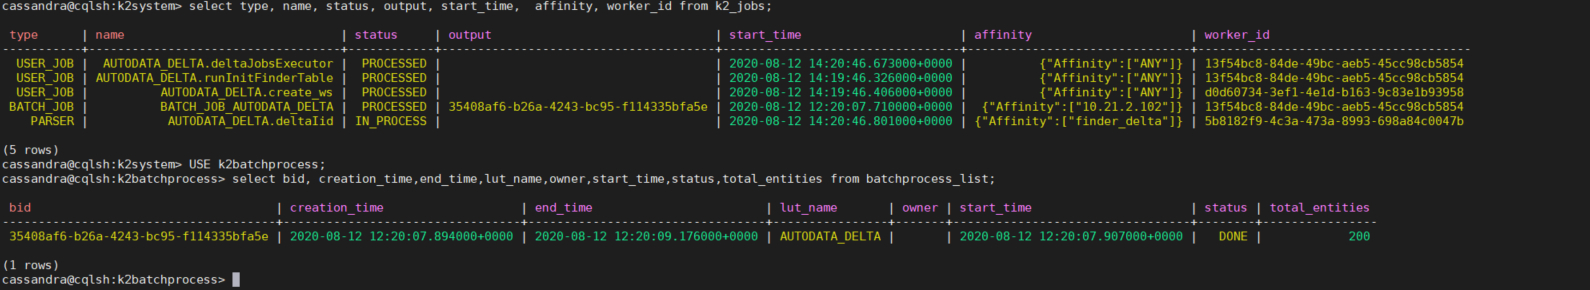 cassandra@cqlsh:k2system> select type, name, status, output, start_time,  affinity, worker_id from k2_jobs;
 type      | name                               | status     | output                               | start_time                      | affinity                      | worker_id
-----------+------------------------------------+------------+--------------------------------------+---------------------------------+-------------------------------+--------------------------------------
  USER_JOB |  AUTODATA_DELTA.deltaJobsExecutor |  PROCESSED |                                      | 2020-08-12 14:20:46.673000+0000 |          {"Affinity":["ANY"]} | 13f54bc8-84de-49bc-aeb5-45cc98cb5854
  USER_JOB | AUTODATA_DELTA.runInitFinderTable |  PROCESSED |                                      | 2020-08-12 14:19:46.326000+0000 |          {"Affinity":["ANY"]} | 13f54bc8-84de-49bc-aeb5-45cc98cb5854
  USER_JOB |          AUTODATA_DELTA.create_ws |  PROCESSED |                                      | 2020-08-12 14:19:46.406000+0000 |          {"Affinity":["ANY"]} | d0d60734-3ef1-4e1d-b163-9c83e1b93958
 BATCH_JOB |          BATCH_JOB_AUTODATA_DELTA |  PROCESSED | 35408af6-b26a-4243-bc95-f114335bfa5e | 2020-08-12 12:20:07.710000+0000 |  {"Affinity":["10.21.2.102"]} | 13f54bc8-84de-49bc-aeb5-45cc98cb5854
    PARSER |           AUTODATA_DELTA.deltaIid | IN_PROCESS |                                      | 2020-08-12 14:20:46.801000+0000 | {"Affinity":["finder_delta"]} | 5b8182f9-4c3a-473a-8993-698a84c0047b
(5 rows)
cassandra@cqlsh:k2system> USE k2batchprocess;
cassandra@cqlsh:k2batchprocess> select bid, creation_time,end_time,lut_name,owner,start_time,status,total_entities from batchprocess_list;
 bid                                  | creation_time                   | end_time                        | lut_name       | owner | start_time                      | status | total_entities
--------------------------------------+---------------------------------+---------------------------------+----------------+-------+---------------------------------+--------+----------------
 35408af6-b26a-4243-bc95-f114335bfa5e | 2020-08-12 12:20:07.894000+0000 | 2020-08-12 12:20:09.176000+0000 | AUTODATA_DELTA |       | 2020-08-12 12:20:07.907000+0000 |   DONE |            200
(1 rows)
cassandra@cqlsh:k2batchprocess>